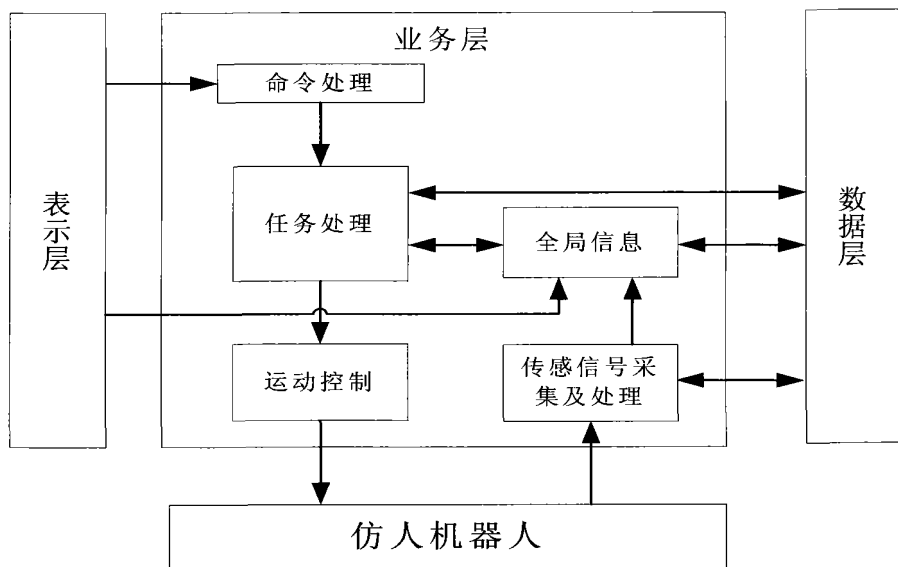 业务层
命令处理
表示层
任务处理
全局信息
数据层
运动控制
传感信号采
集及处理
仿人机器人